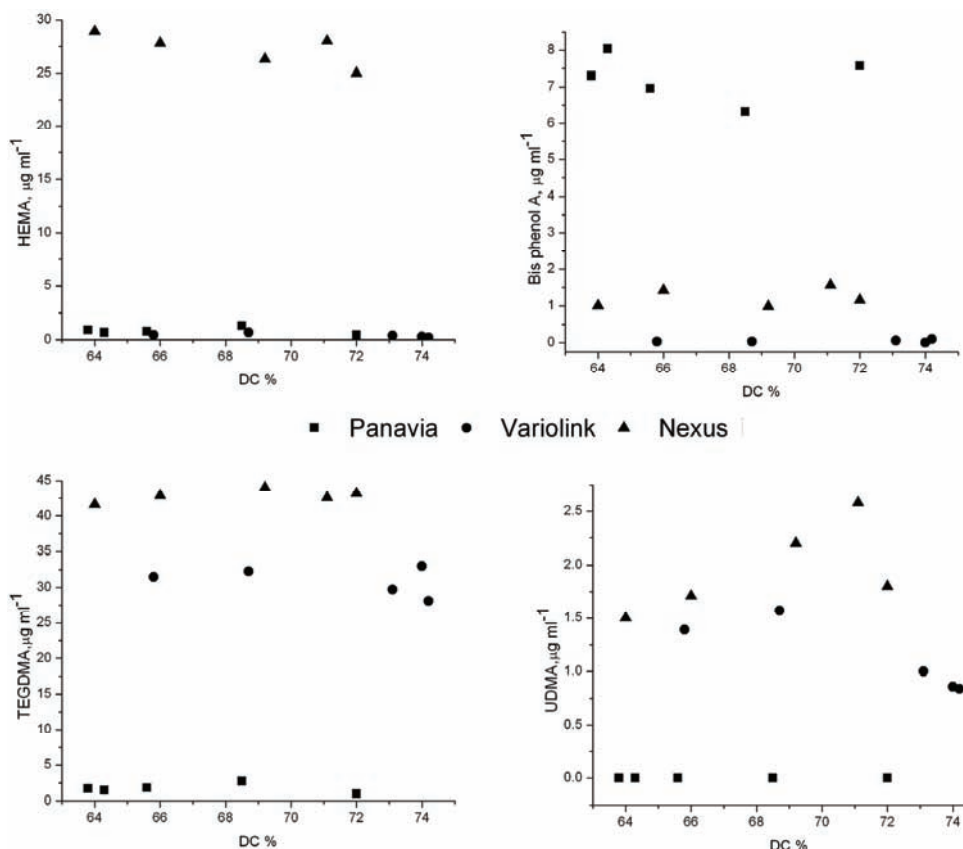 30
25
20
15
10
5
0
HEMA, µg ml⁻¹
64 66 68 70 72 74
DC %
8
7
6
5
4
3
2
1
0
Bis phenol A, µg ml⁻¹
64 66 68 70 72 74
DC %
Panavia Variolink Nexus
45
40
35
30
25
20
15
10
5
0
TEGDMA,µg ml⁻¹
64 66 68 70 72 74
DC %
2.5
2.0
1.5
1.0
0.5
0.0
UDMA,µg ml⁻¹
64 66 68 70 72 74
DC %